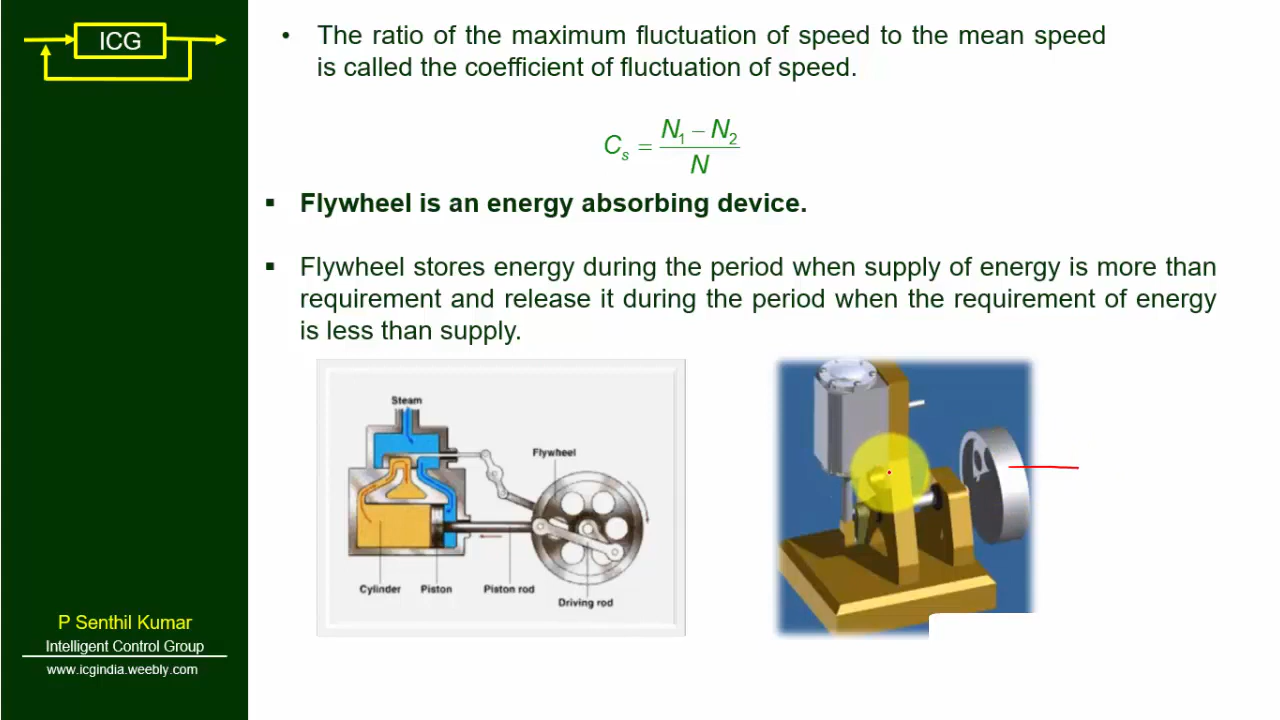 ICG
• The ratio of the maximum fluctuation of speed to the mean speed
is called the coefficient of fluctuation of speed.
Cs = N1 − N2 / N
▪ Flywheel is an energy absorbing device.
▪ Flywheel stores energy during the period when supply of energy is more than
requirement and release it during the period when the requirement of energy
is less than supply.
Steam
Flywheel
Cylinder Piston Piston rod
Driving rod
P Senthil Kumar
Intelligent Control Group
www.icgindia.weebly.com